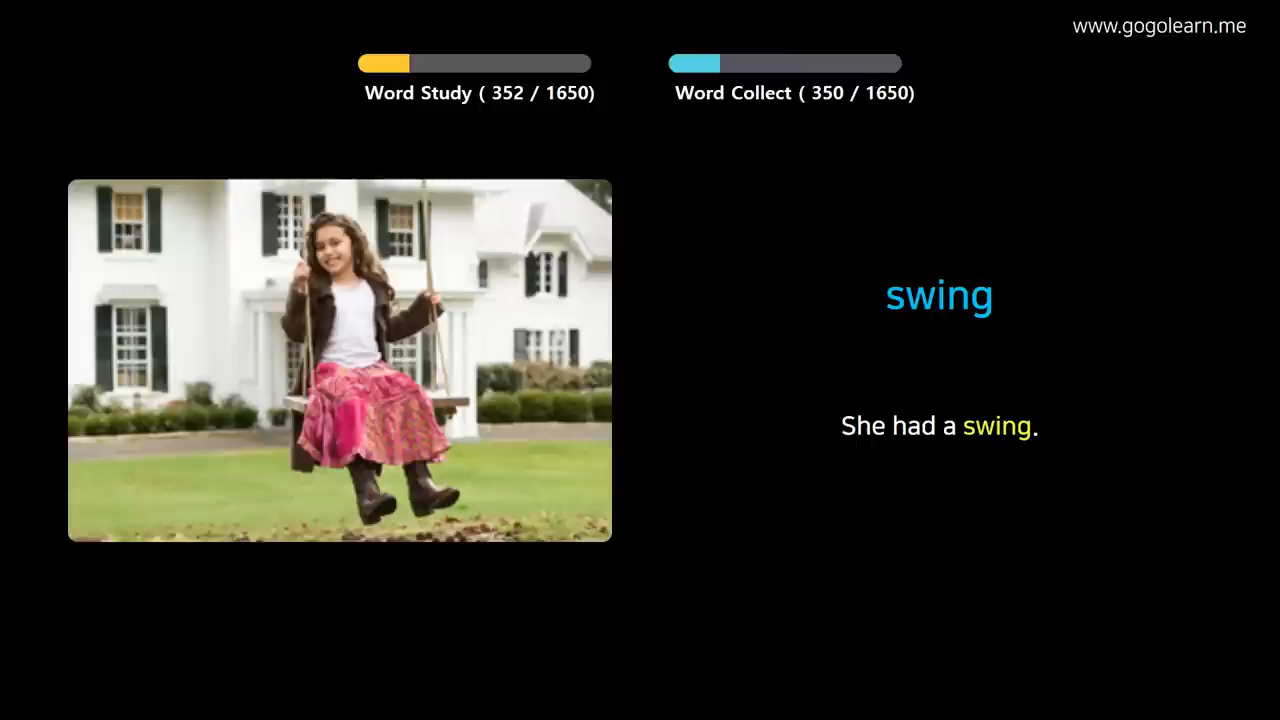 www.gogolearn.me
Word Study ( 352 / 1650)
Word Collect ( 350 / 1650)
swing
She had a swing.